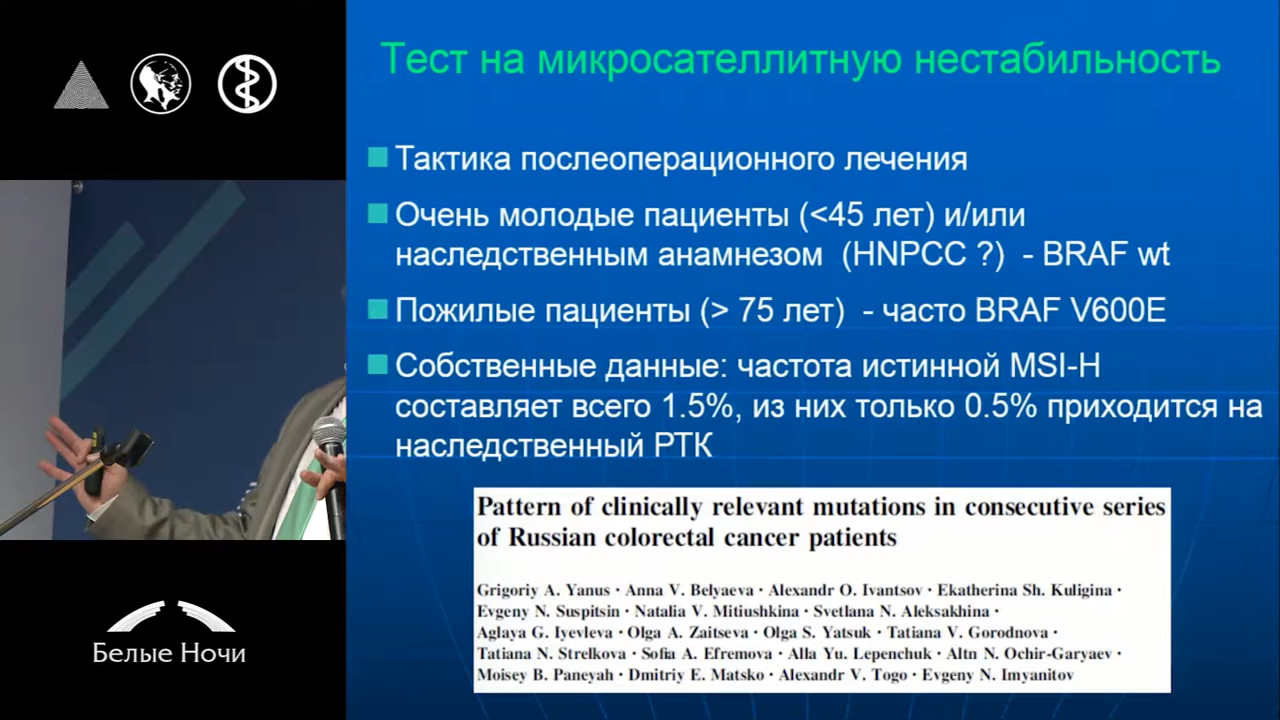 Тест на микросателлитную нестабильность
Тактика послеоперационного лечения
Очень молодые пациенты (<45 лет) и/или
наследственным анамнезом (HNPCC ?) - BRAF wt
Пожилые пациенты (> 75 лет) - часто BRAF V600E
Собственные данные: частота истинной MSI-H
составляет всего 1.5%, из них только 0.5% приходится на
наследственный РТК
Pattern of clinically relevant mutations in consecutive series
of Russian colorectal cancer patients
Grigoriy A. Yanus · Anna V. Belyaeva · Alexandr O. Ivantsov · Ekatherina Sh. Kuligina ·
Evgeny N. Suspitsin · Natalia V. Mitiushkina · Svetlana N. Aleksakhina ·
Aglaya G. Iyevleva · Olga A. Zaitseva · Olga S. Yatsuk · Tatiana V. Gorodnova ·
Tatiana N. Strelkova · Sofia A. Efremova · Alla Yu. Lepenchuk · Altn N. Ochir-Garyaev ·
Moisey B. Paneyah · Dmitriy E. Matsko · Alexandr V. Togo · Evgeny N. Imyanitov
Белые Ночи